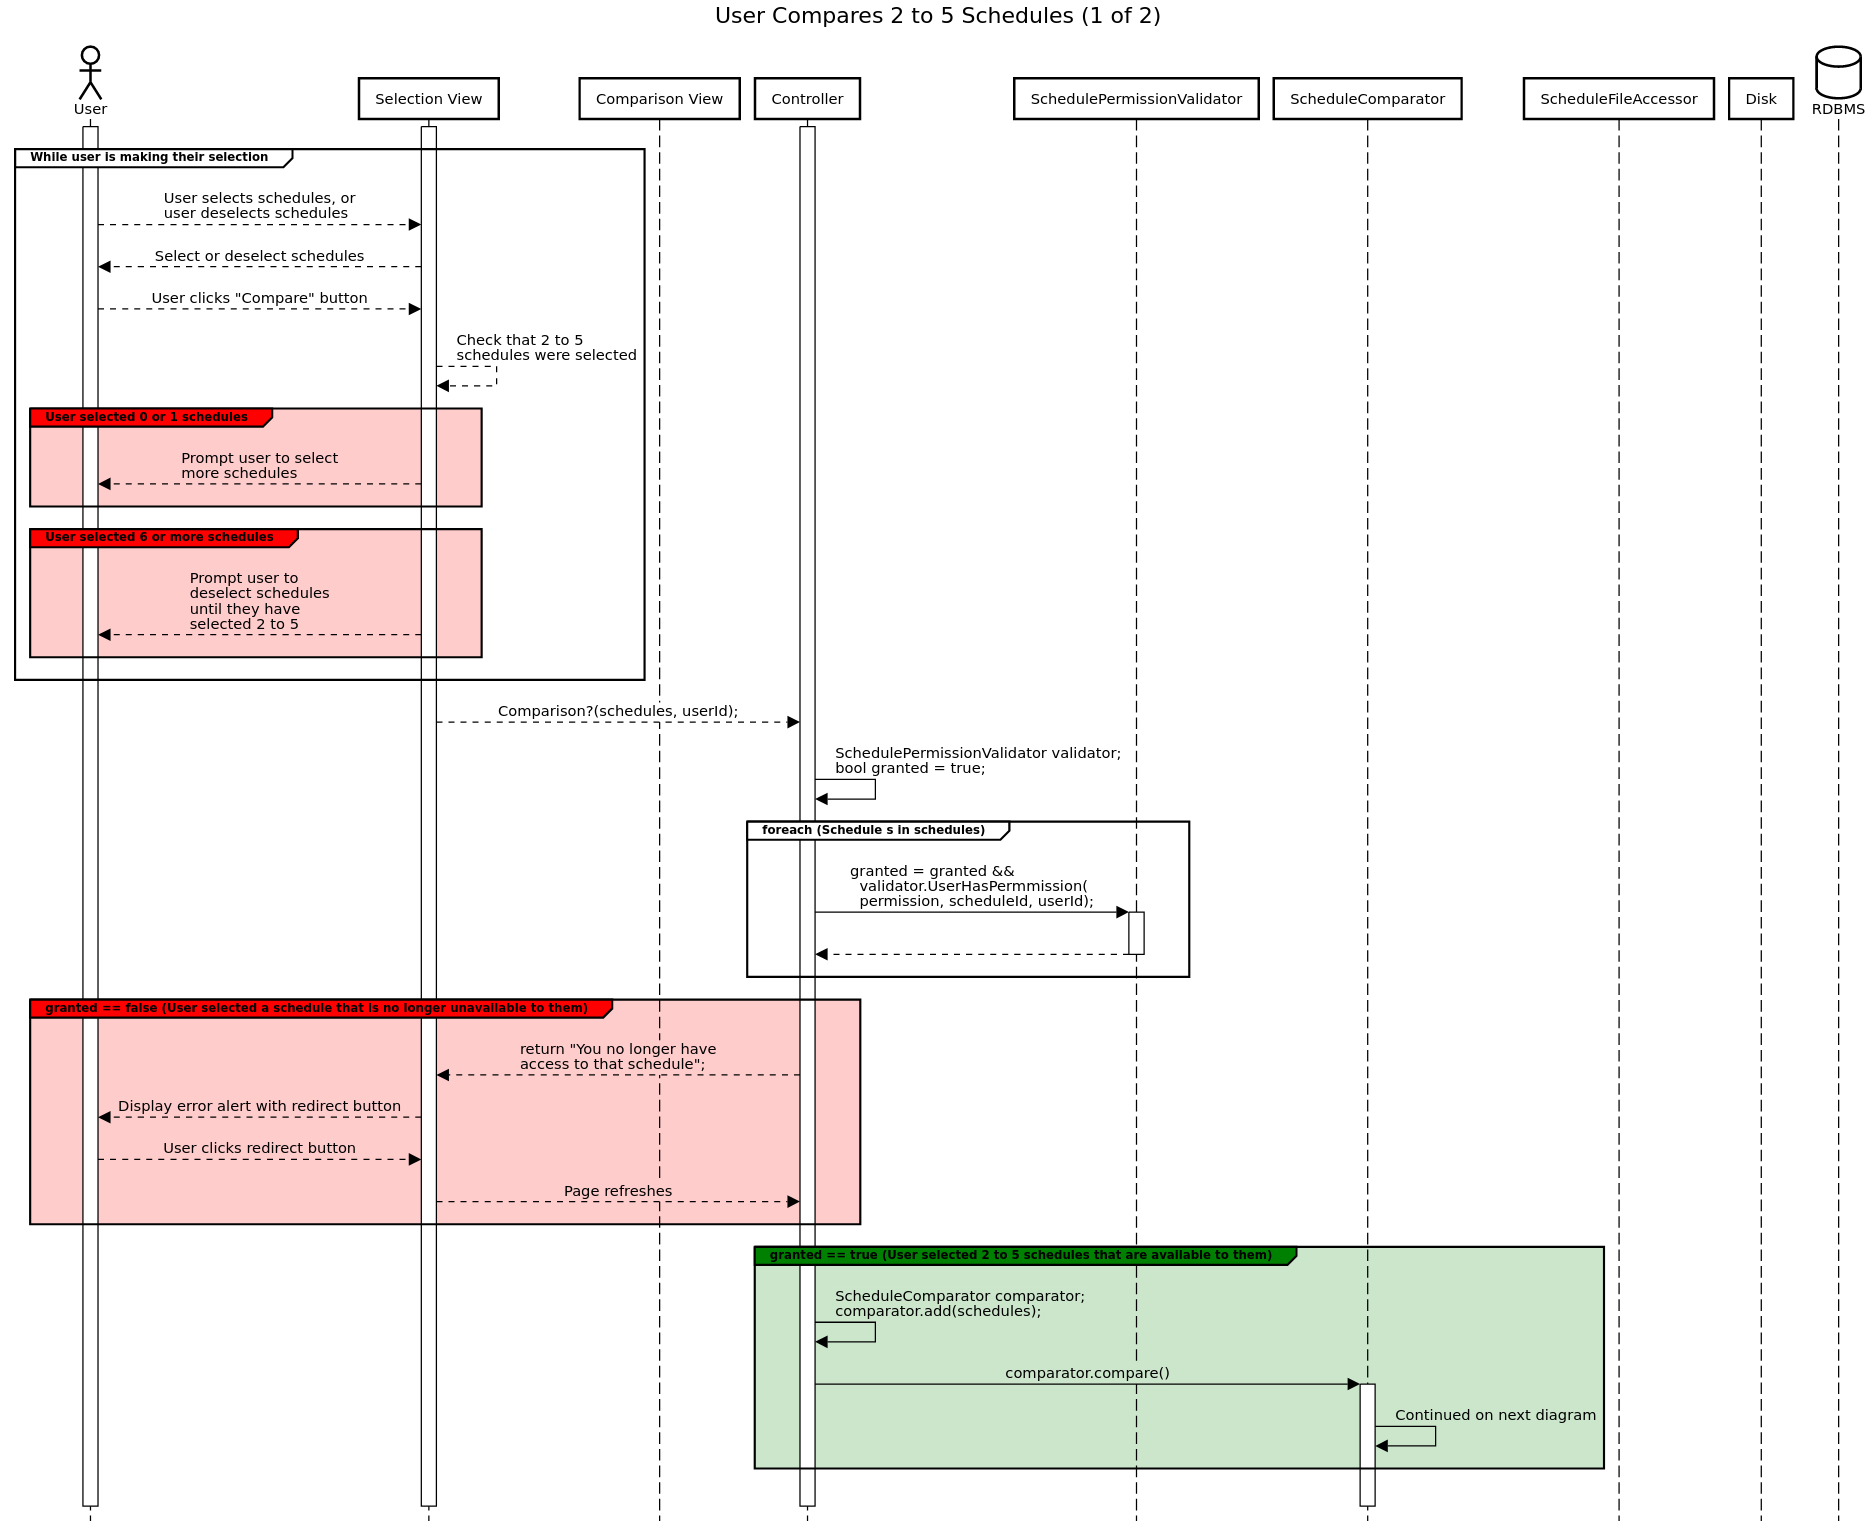 User Compares 2 to 5 Schedules (1 of 2)
User
Selection View
Comparison View
Controller
SchedulePermissionValidator
ScheduleComparator
ScheduleFileAccessor
Disk
RDBMS
While user is making their selection
User selects schedules, or
user deselects schedules
Select or deselect schedules
User clicks "Compare" button
Check that 2 to 5
schedules were selected
User selected 0 or 1 schedules
Prompt user to select
more schedules
User selected 6 or more schedules
Prompt user to
deselect schedules
until they have
selected 2 to 5
Comparison?(schedules, userId);
SchedulePermissionValidator validator;
bool granted = true;
foreach (Schedule s in schedules)
granted = granted &&
validator.UserHasPermmission(
permission, scheduleId, userId);
granted == false (User selected a schedule that is no longer unavailable to them)
return "You no longer have
access to that schedule";
Display error alert with redirect button
User clicks redirect button
Page refreshes
granted == true (User selected 2 to 5 schedules that are available to them)
ScheduleComparator comparator;
comparator.add(schedules);
comparator.compare()
Continued on next diagram